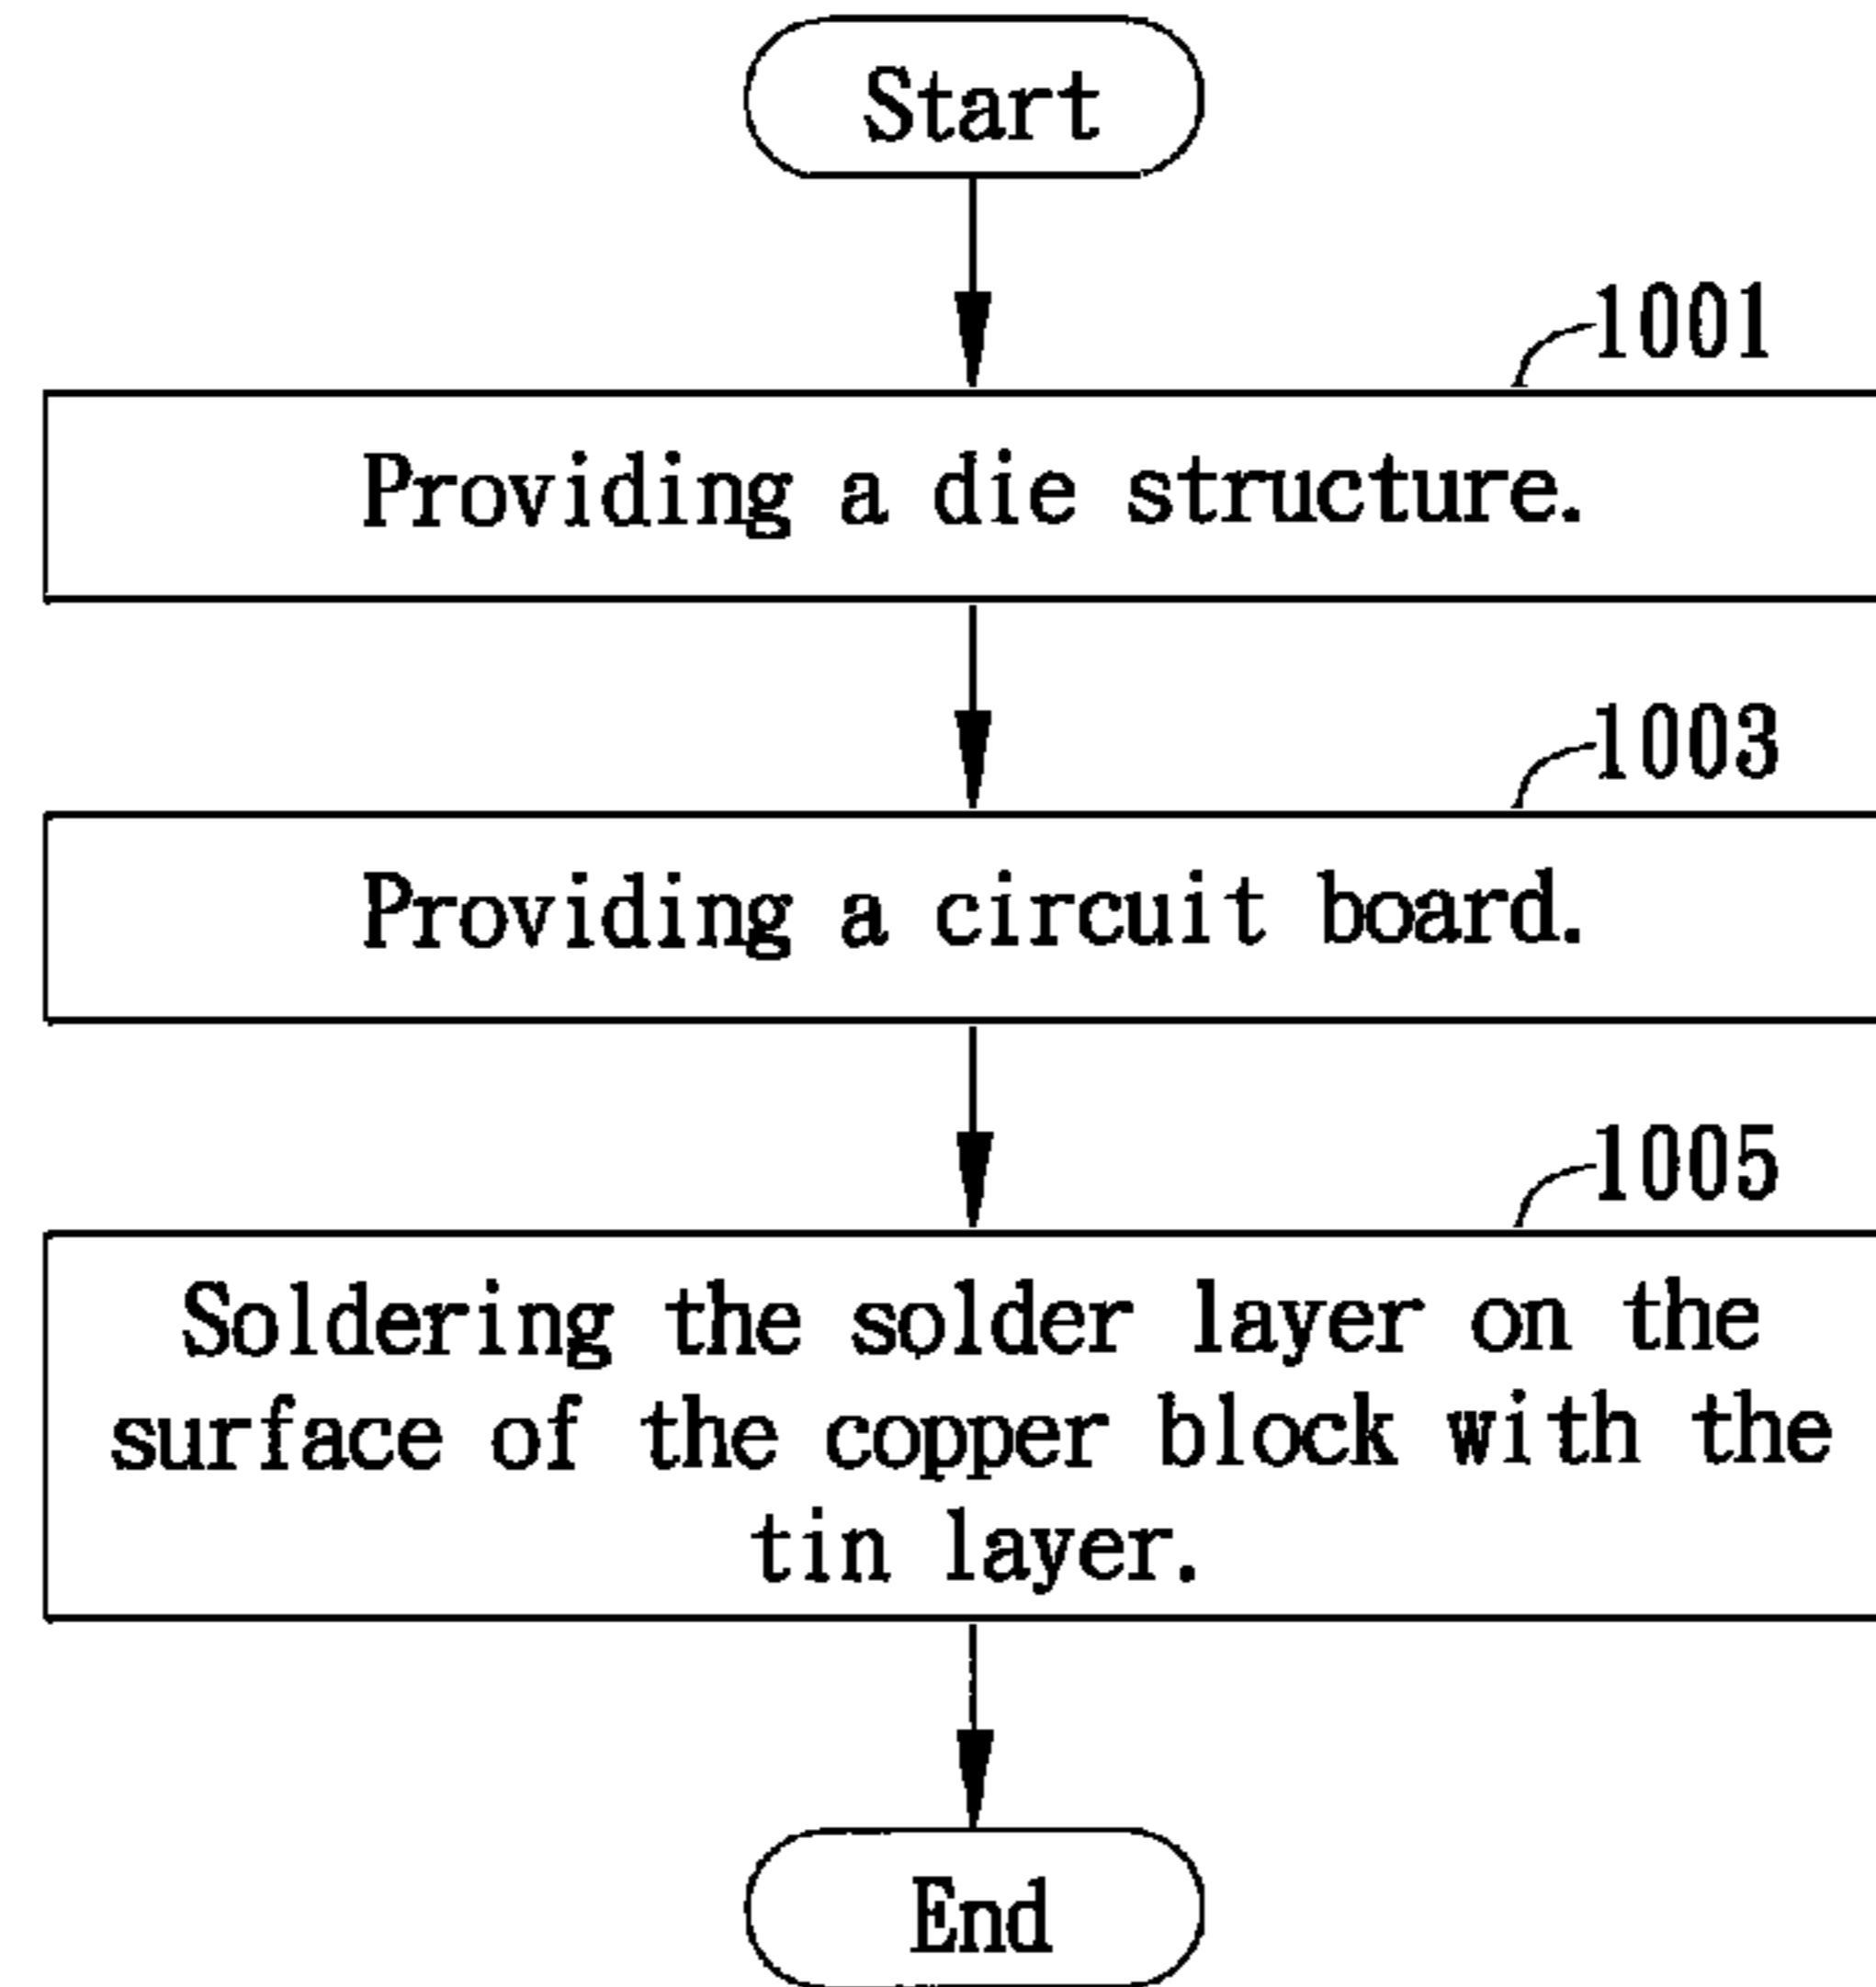 Start
1001
Providing a die structure.
1003
Providing a circuit board.
1005
Soldering the solder layer on the
surface of the copper block with the
tin layer.
End